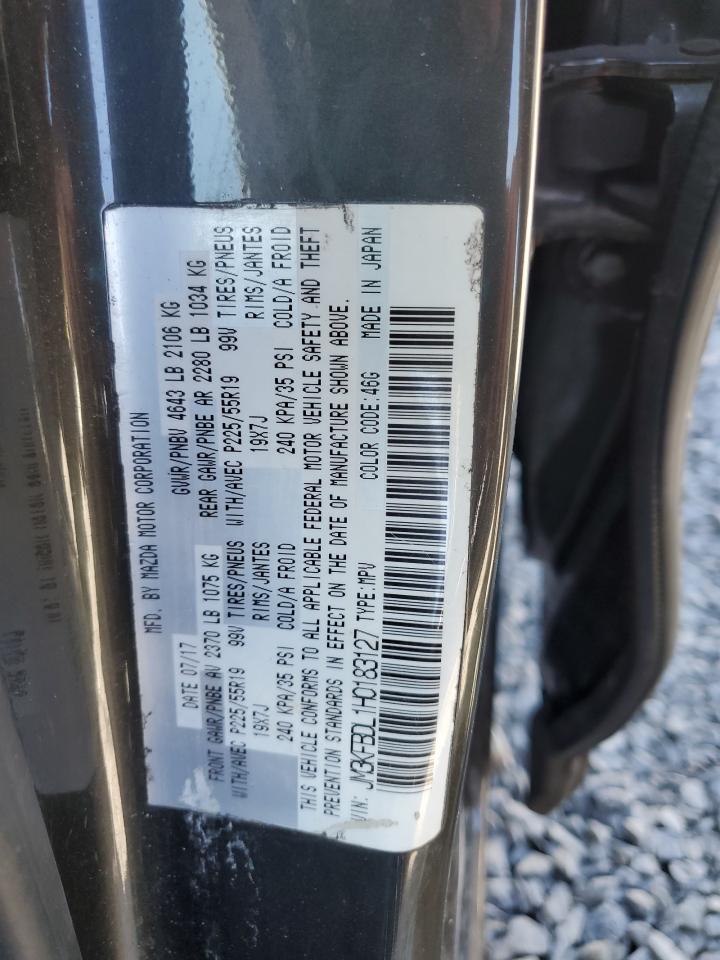 MFD. BY MAZDA MOTOR CORPORATION
DATE 07/17 GVWR/PNBV 4643 LB 2106 KG
FRONT GAWR/PNBE AV 2370 LB 1075 KG REAR GAWR/PNBE AR 2280 LB 1034 KG
WITH/AVEC P225/55R19 99V TIRES/PNEUS WITH/AVEC P225/55R19 99V TIRES/PNEUS
19X7J RIMS/JANTES 19X7J RIMS/JANTES
240 KPA/35 PSI COLD/A FROID 240 KPA/35 PSI COLD/A FROID
THIS VEHICLE CONFORMS TO ALL APPLICABLE FEDERAL MOTOR VEHICLE SAFETY AND THEFT
PREVENTION STANDARDS IN EFFECT ON THE DATE OF MANUFACTURE SHOWN ABOVE.
VIN: JM3KFBDL1H0183127 TYPE:MPV COLOR CODE:46G MADE IN JAPAN